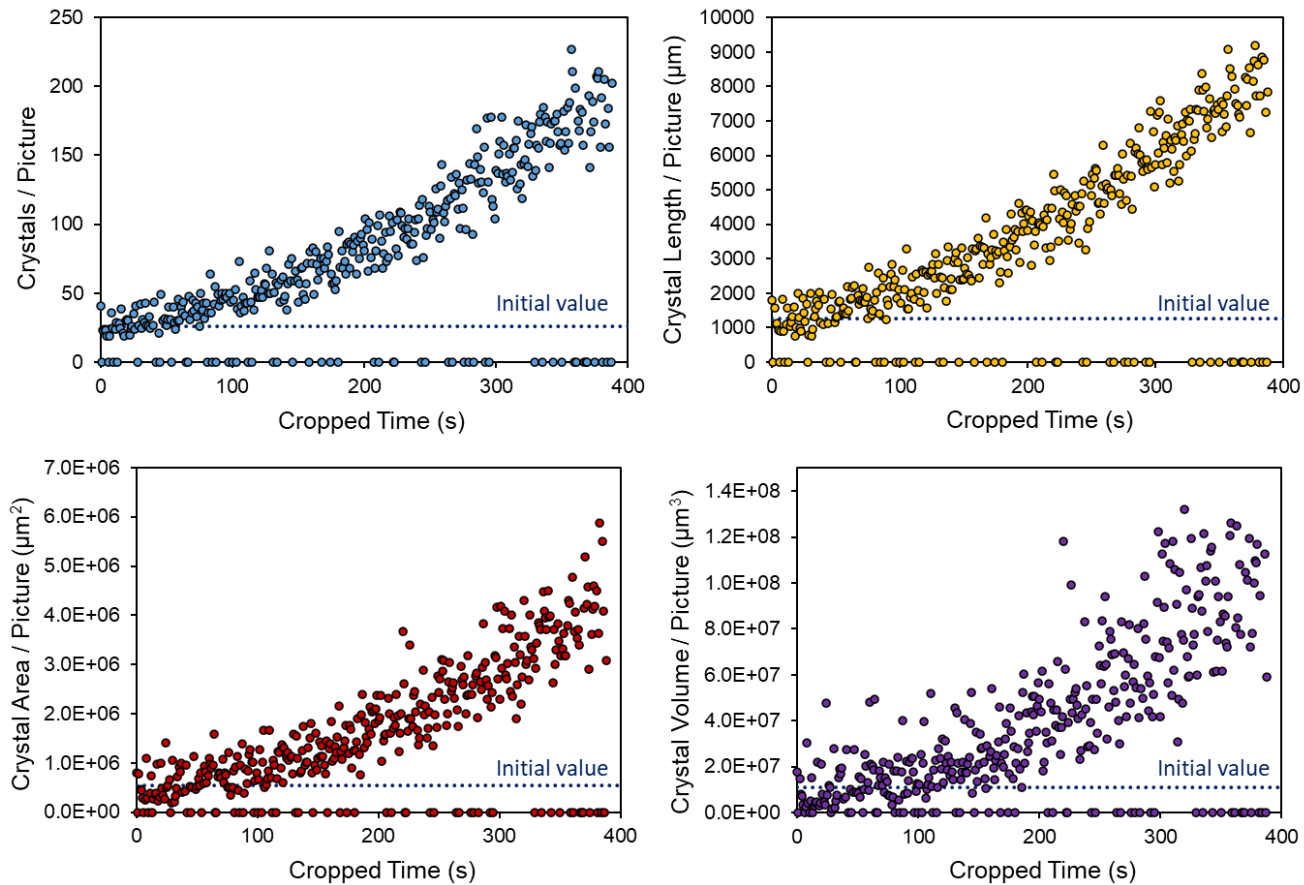 Crystals / Picture
250
200
150
100
50
0
Initial value
0
100
200
300
400
Cropped Time (s)
Crystal Length / Picture (µm)
10000
9000
8000
7000
6000
5000
4000
3000
2000
1000
0
Initial value
0
100
200
300
400
Cropped Time (s)
Crystal Area / Picture (µm²)
7.0E+06
6.0E+06
5.0E+06
4.0E+06
3.0E+06
2.0E+06
1.0E+06
0.0E+00
Initial value
0
100
200
300
400
Cropped Time (s)
Crystal Volume / Picture (µm³)
1.4E+08
1.2E+08
1.0E+08
8.0E+07
6.0E+07
4.0E+07
2.0E+07
0.0E+00
Initial value
0
100
200
300
400
Cropped Time (s)